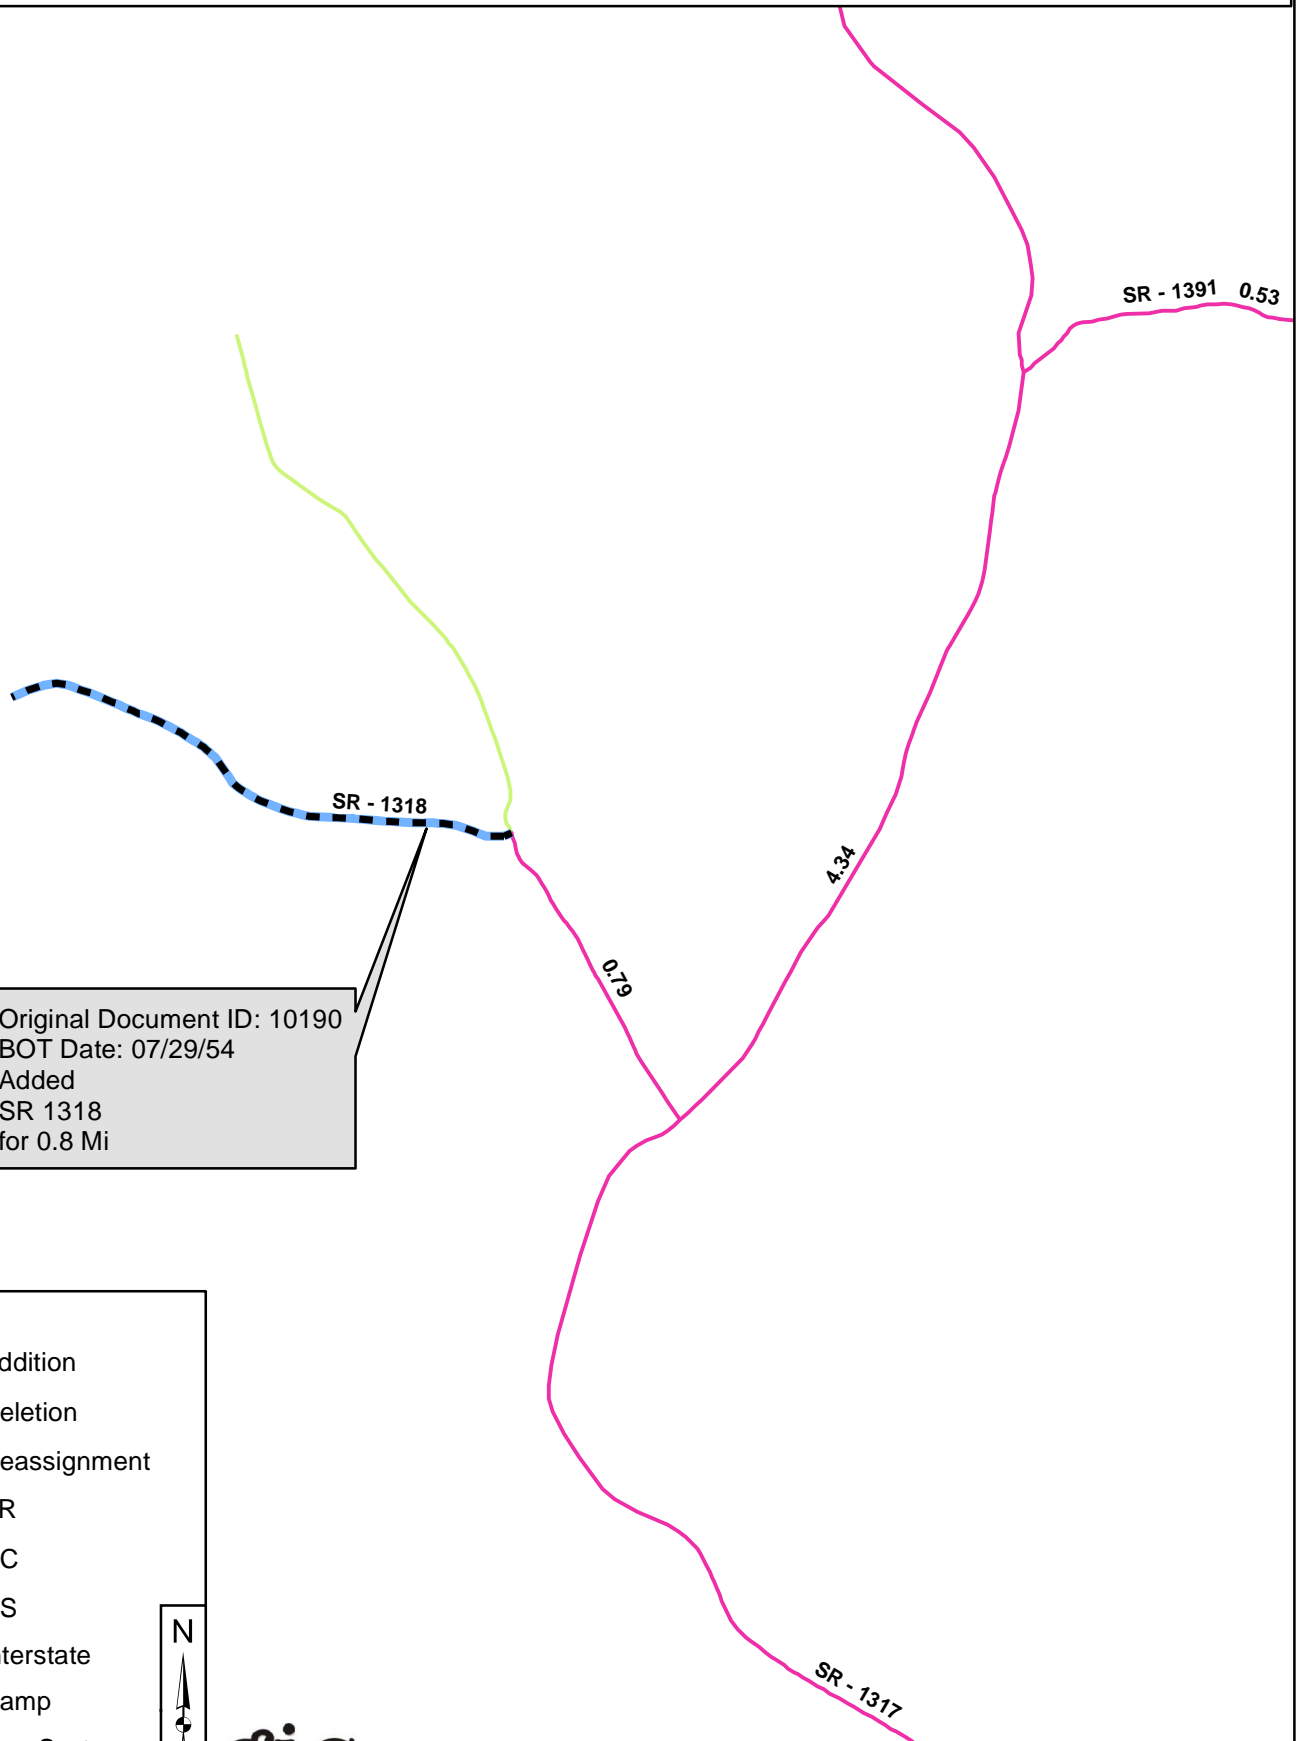 SR - 1391 0.53
SR - 1318
4.34
0.79
Original Document ID: 10190
BOT Date: 07/29/54
Added
SR 1318
for 0.8 Mi
ddition
eletion
eassignment
R
C
S
nterstate
amp
N
SR - 1317